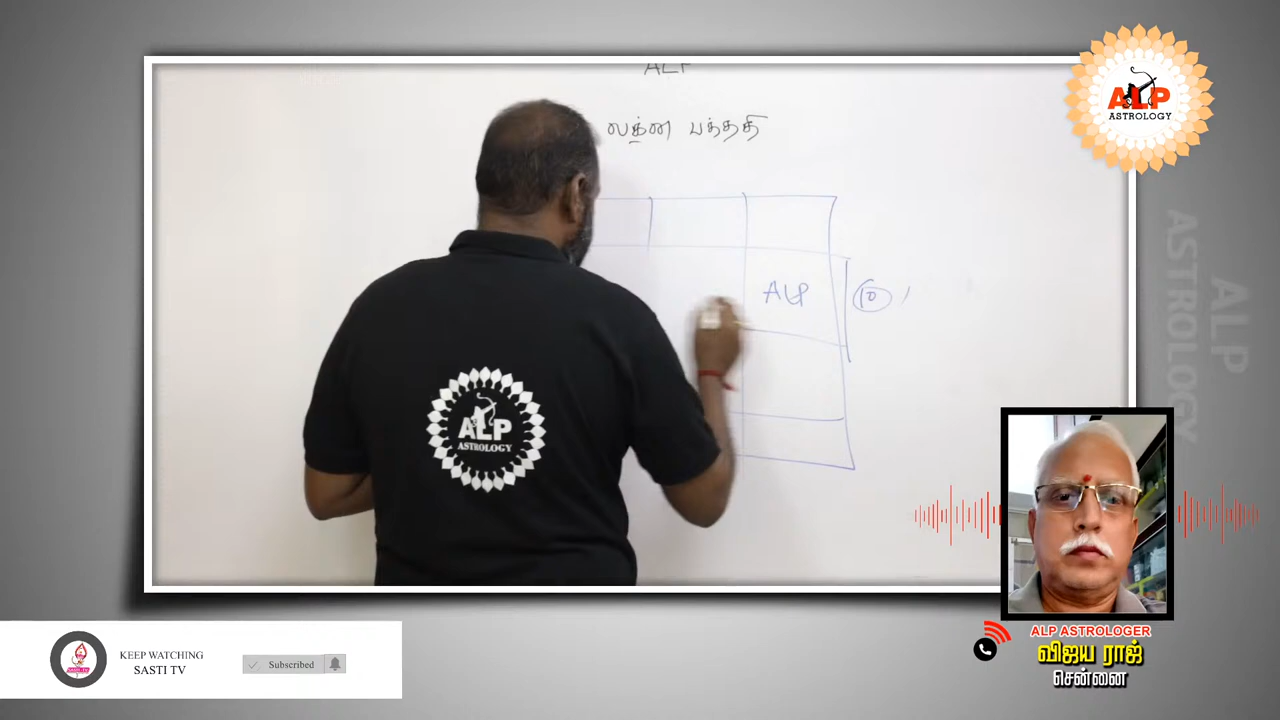 ALP
லக்ன பத்ததி
ALP
10
ALP
ASTROLOGY
ALP
ASTROLOGY
ALP
ASTROLOGY
KEEP WATCHING
SASTI TV
Subscribed
ALP ASTROLOGER
விஜய ராஜ்
சென்னை